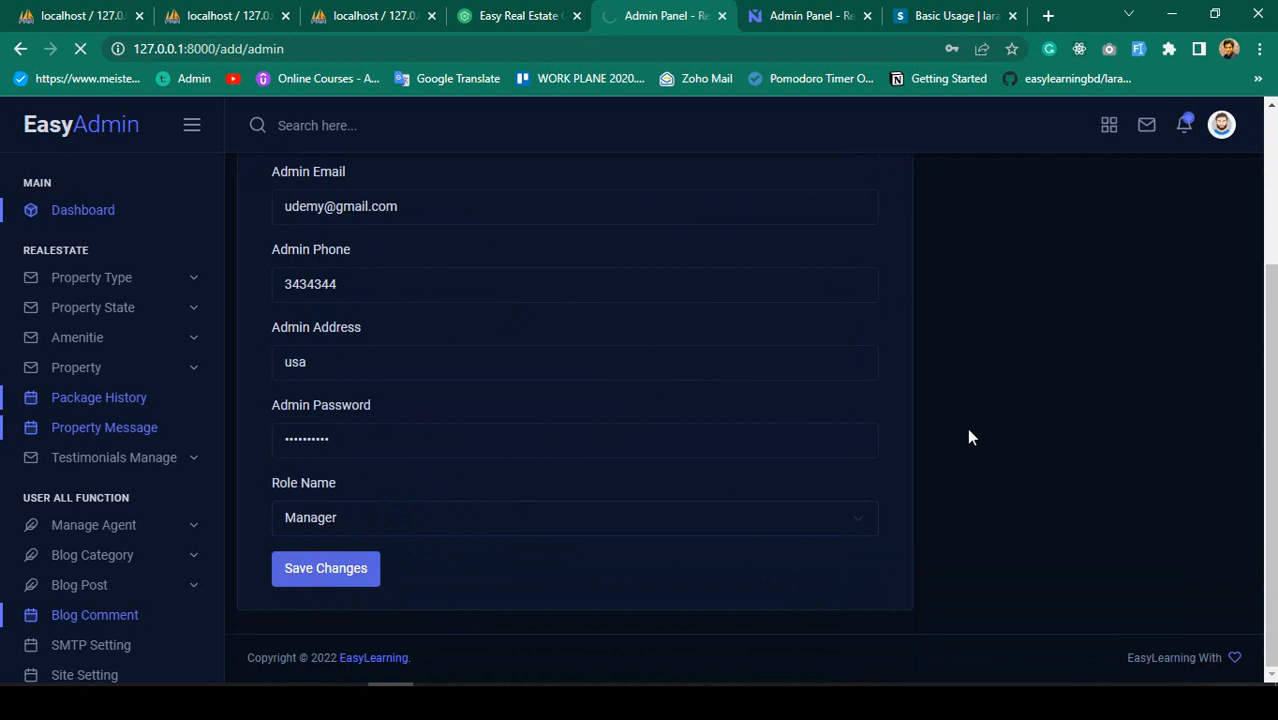 localhost / 127.0.
localhost / 127.0.
localhost / 127.0.
Easy Real Estate
Admin Panel - Re
Admin Panel - Re
Basic Usage | lara
127.0.0.1:8000/add/admin
https://www.meiste...
Admin
Online Courses - A...
Google Translate
WORK PLANE 2020....
Zoho Mail
Pomodoro Timer O...
Getting Started
easylearningbd/lara...
EasyAdmin
Search here...
MAIN
Dashboard
REALESTATE
Property Type
Property State
Amenitie
Property
Package History
Property Message
Testimonials Manage
USER ALL FUNCTION
Manage Agent
Blog Category
Blog Post
Blog Comment
SMTP Setting
Site Setting
Admin Email
udemy@gmail.com
Admin Phone
3434344
Admin Address
usa
Admin Password
••••••••••
Role Name
Manager
Save Changes
Copyright © 2022 EasyLearning.
EasyLearning With